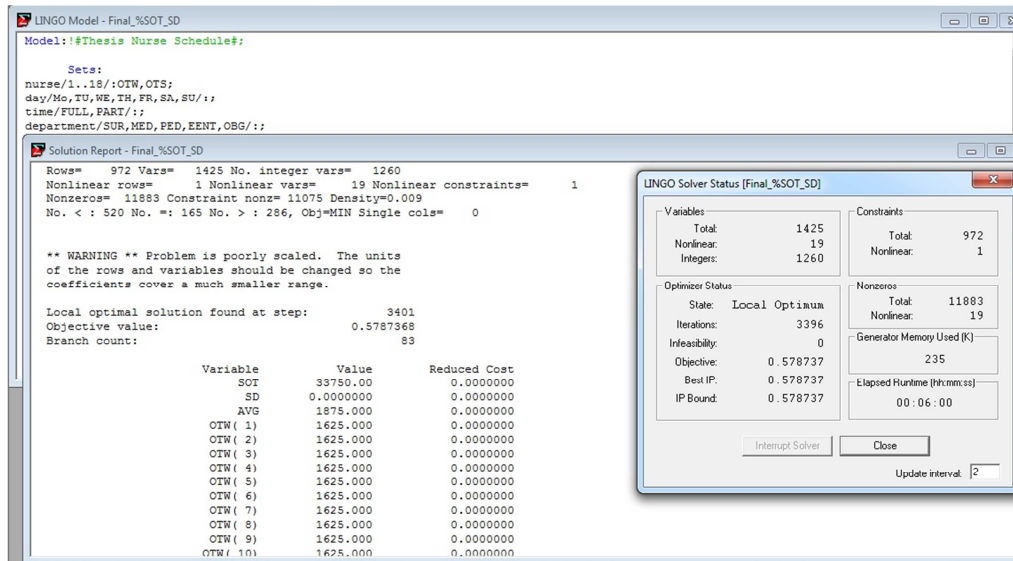 LINGO Model - Final_%SOT_SD
Model:!#Thesis Nurse Schedule#;
Sets:
nurse/1..18/:OTW,OTS;
day/Mo,TU,WE,TH,FR,SA,SU/:;
time/FULL,PART/:;
department/SUR,MED,PED,EENT,OBG/:;
Solution Report - Final_%SOT_SD
Rows= 972 Vars= 1425 No. integer vars= 1260
Nonlinear rows= 1 Nonlinear vars= 19 Nonlinear constraints= 1
Nonzeros= 11883 Constraint nonz= 11075 Density=0.009
No. < : 520 No. =: 165 No. > : 286, Obj=MIN Single cols= 0
** WARNING ** Problem is poorly scaled. The units
of the rows and variables should be changed so the
coefficients cover a much smaller range.
Local optimal solution found at step: 3401
Objective value: 0.5787368
Branch count: 83
Variable Value Reduced Cost
SOT 33750.00 0.0000000
SD 0.0000000 0.0000000
AVG 1875.000 0.0000000
OTW( 1) 1625.000 0.0000000
OTW( 2) 1625.000 0.0000000
OTW( 3) 1625.000 0.0000000
OTW( 4) 1625.000 0.0000000
OTW( 5) 1625.000 0.0000000
OTW( 6) 1625.000 0.0000000
OTW( 7) 1625.000 0.0000000
OTW( 8) 1625.000 0.0000000
OTW( 9) 1625.000 0.0000000
OTW( 10) 1625.000 0.0000000
LINGO Solver Status [Final_%SOT_SD]
Variables
Total: 1425
Nonlinear: 19
Integers: 1260
Constraints
Total: 972
Nonlinear: 1
Optimizer Status
State: Local Optimum
Iterations: 3396
Infeasibility: 0
Objective: 0.578737
Best IP: 0.578737
IP Bound: 0.578737
Nonzeros
Total: 11883
Nonlinear: 19
Generator Memory Used (K)
235
Elapsed Runtime (hh:mm:ss)
00:06:00
Interrupt Solver
Close
Update interval: 2